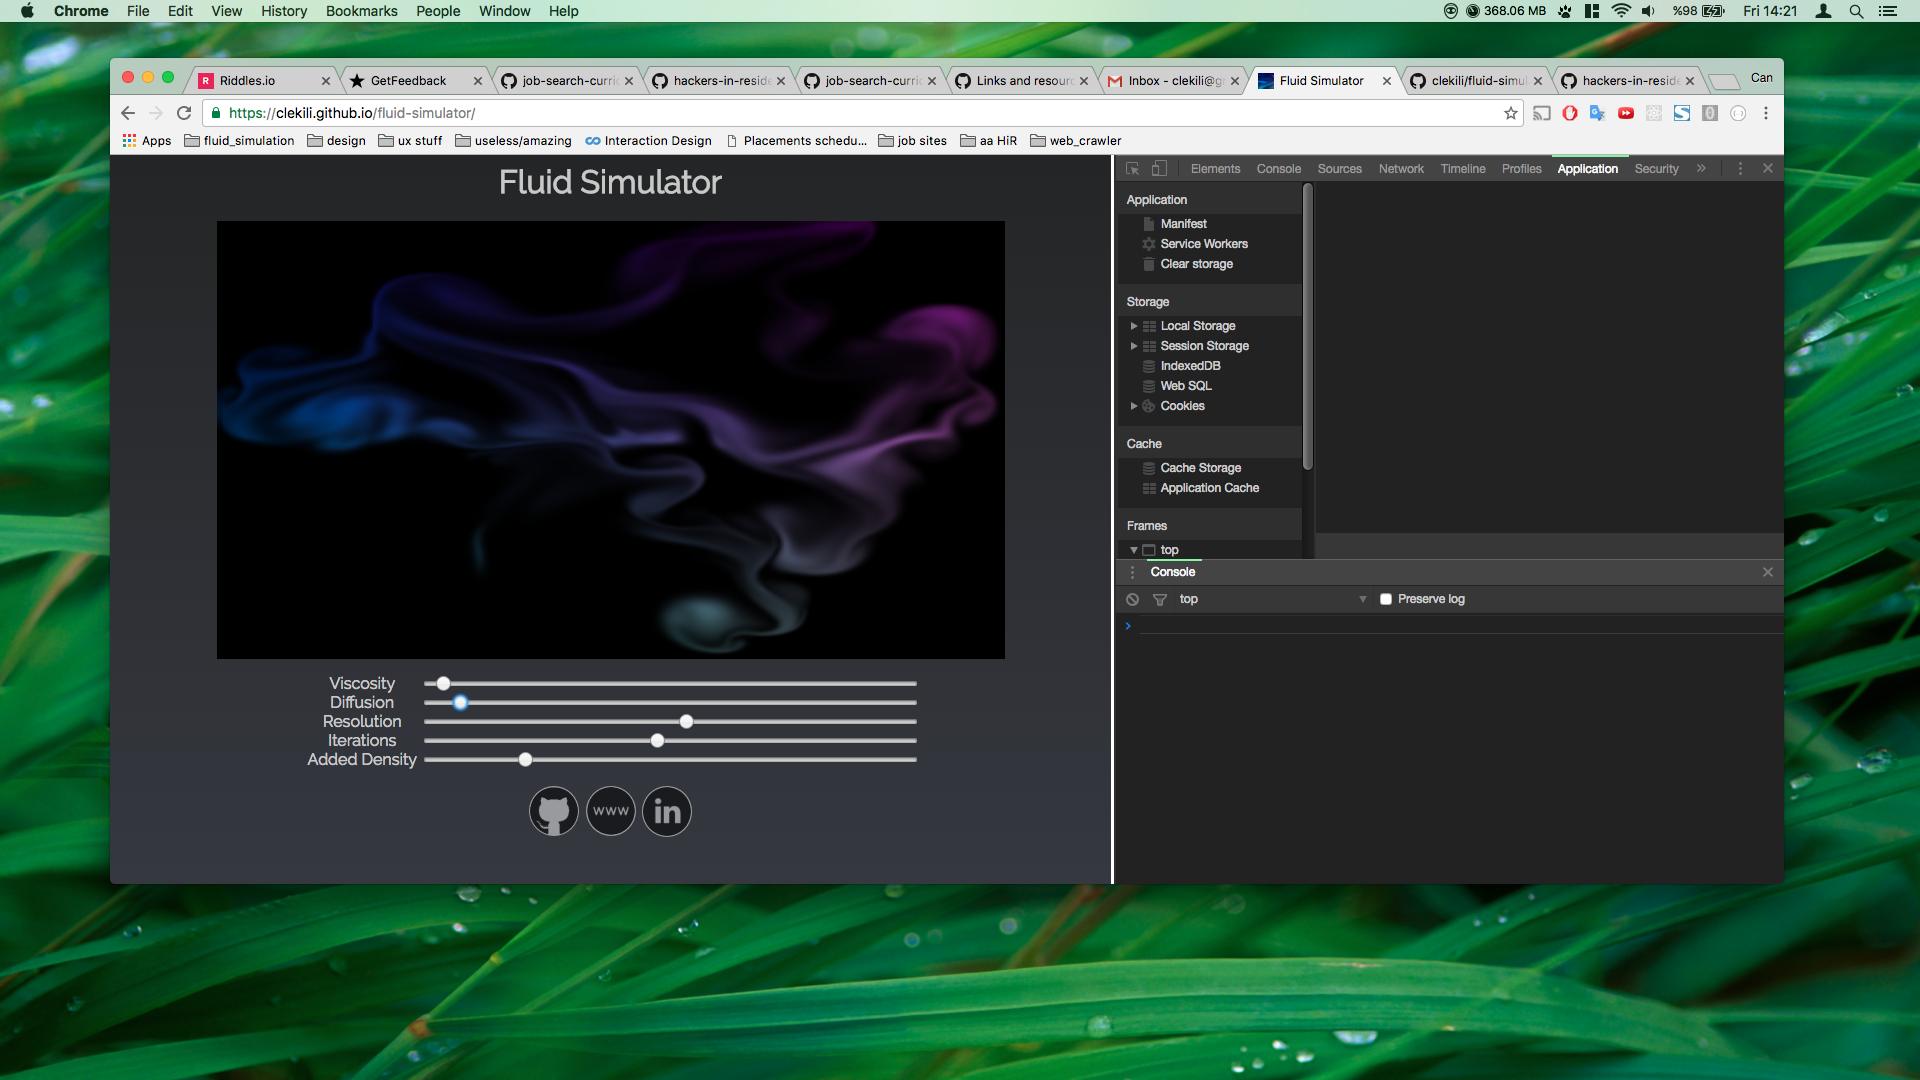 Chrome File Edit View History Bookmarks People Window Help 368.06 MB %98 Fri 14:21
Riddles.io GetFeedback job-search-curric hackers-in-reside job-search-curric Links and resourc Inbox - clekili@g Fluid Simulator clekili/fluid-simul hackers-in-reside Can
https://clekili.github.io/fluid-simulator/
Apps fluid_simulation design ux stuff useless/amazing Interaction Design Placements schedu... job sites aa HiR web_crawler
Fluid Simulator
Viscosity
Diffusion
Resolution
Iterations
Added Density
www
in
Elements Console Sources Network Timeline Profiles Application Security »
Application
Manifest
Service Workers
Clear storage
Storage
Local Storage
Session Storage
IndexedDB
Web SQL
Cookies
Cache
Cache Storage
Application Cache
Frames
top
Console
top Preserve log